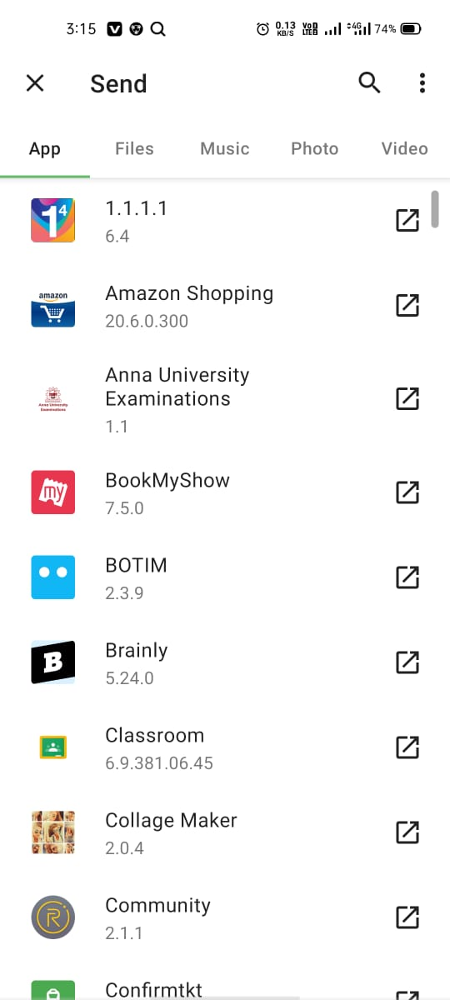 3:15
0.13 KB/S
VoD LTE 4G 74%
Send
App Files Music Photo Video
1.1.1.1
6.4
amazon
Amazon Shopping
20.6.0.300
Anna University
Examinations
Anna University
Examinations
1.1
my
BookMyShow
7.5.0
BOTIM
2.3.9
B
Brainly
5.24.0
Classroom
6.9.381.06.45
Collage Maker
2.0.4
R
Community
2.1.1
Confirmtkt